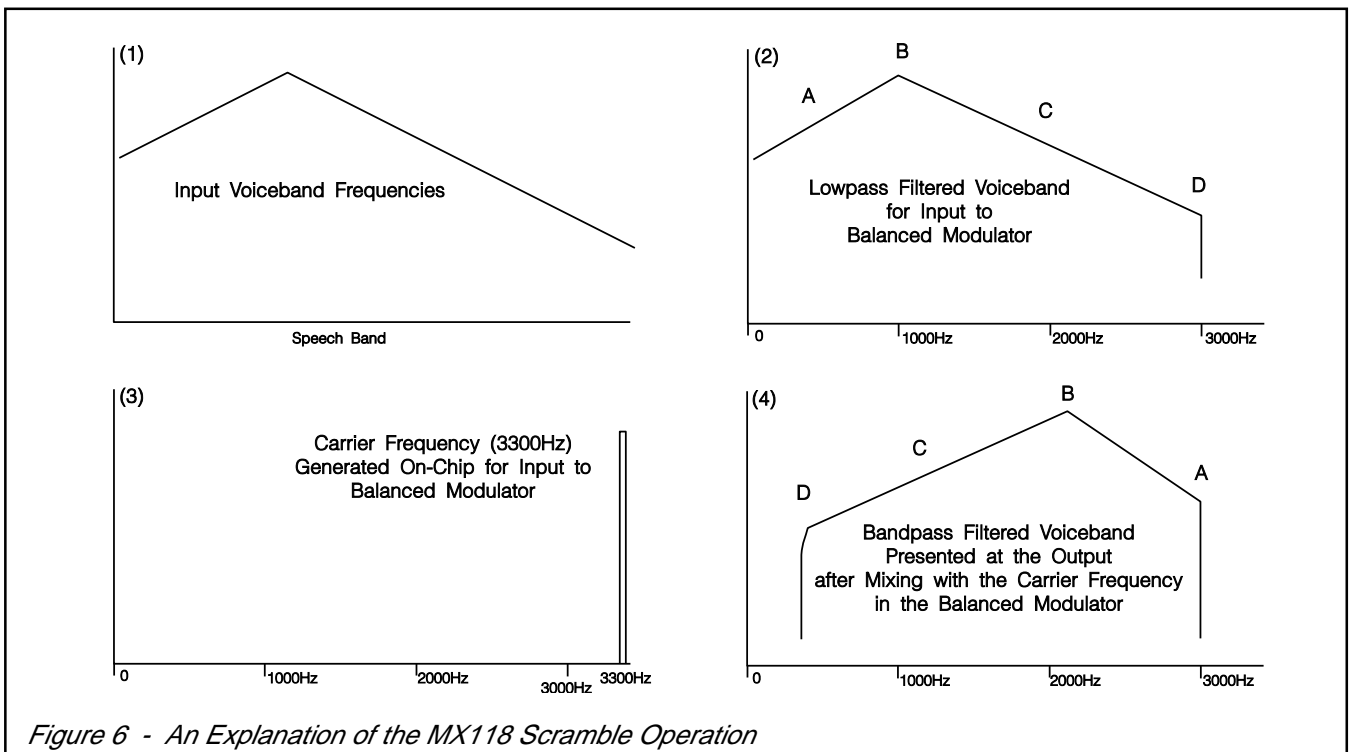 (1)
Input Voiceband Frequencies
Speech Band
(2)
A
B
C
D
Lowpass Filtered Voiceband
for Input to
Balanced Modulator
0
1000Hz
2000Hz
3000Hz
(3)
Carrier Frequency (3300Hz)
Generated On-Chip for Input to
Balanced Modulator
0
1000Hz
2000Hz
3000Hz
3300Hz
(4)
D
C
B
A
Bandpass Filtered Voiceband
Presented at the Output
after Mixing with the Carrier Frequency
in the Balanced Modulator
0
1000Hz
2000Hz
3000Hz
Figure 6 - An Explanation of the MX118 Scramble Operation